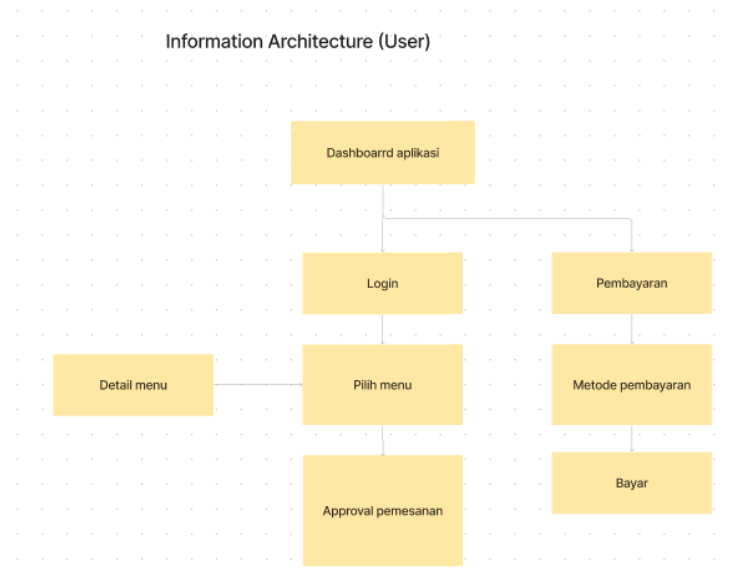 Information Architecture (User)
Dashboarrd aplikasi
Login
Pembayaran
Detail menu
Pilih menu
Metode pembayaran
Approval pemesanan
Bayar